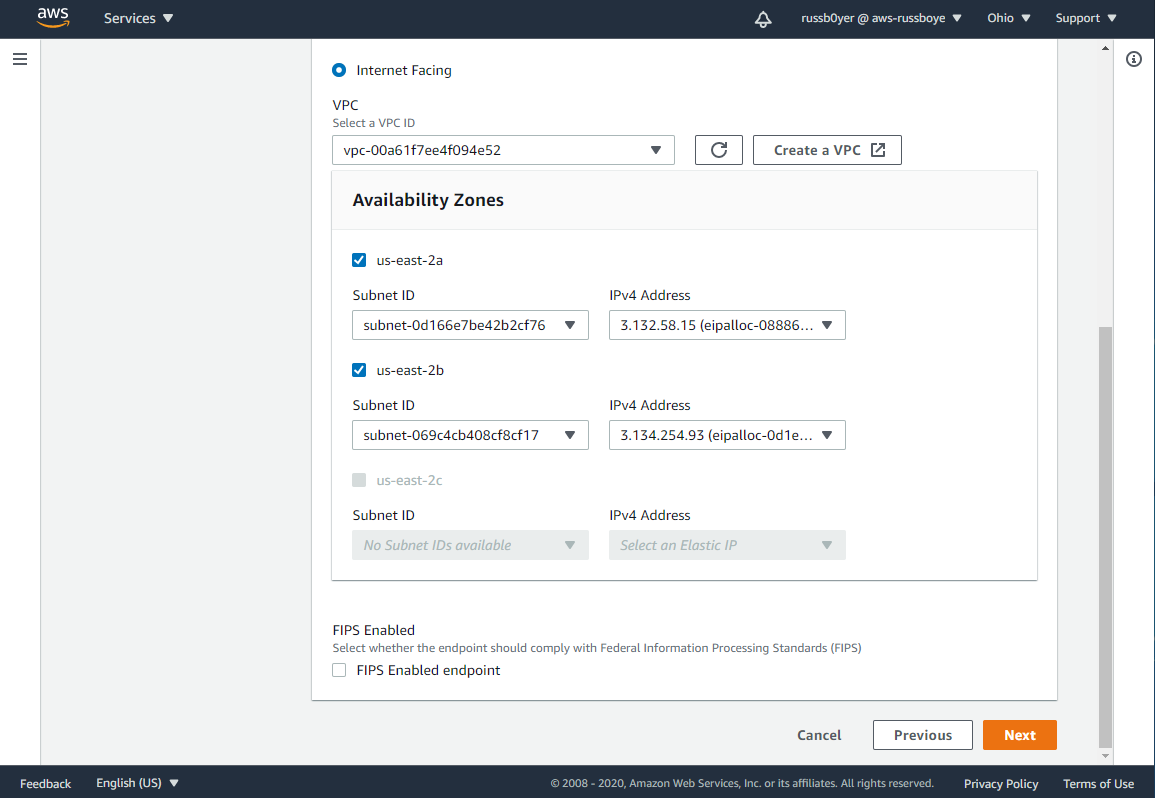 aws
Services
russb0yer @ aws-russboye
Ohio
Support
Internet Facing
VPC
Select a VPC ID
vpc-00a61f7ee4f094e52
Create a VPC
Availability Zones
us-east-2a
Subnet ID
IPv4 Address
subnet-0d166e7be42b2cf76
3.132.58.15 (eipalloc-08886...
us-east-2b
Subnet ID
IPv4 Address
subnet-069c4cb408cf8cf17
3.134.254.93 (eipalloc-0d1e...
us-east-2c
Subnet ID
IPv4 Address
No Subnet IDs available
Select an Elastic IP
FIPS Enabled
Select whether the endpoint should comply with Federal Information Processing Standards (FIPS)
FIPS Enabled endpoint
Cancel
Previous
Next
Feedback
English (US)
© 2008 - 2020, Amazon Web Services, Inc. or its affiliates. All rights reserved.
Privacy Policy
Terms of Use